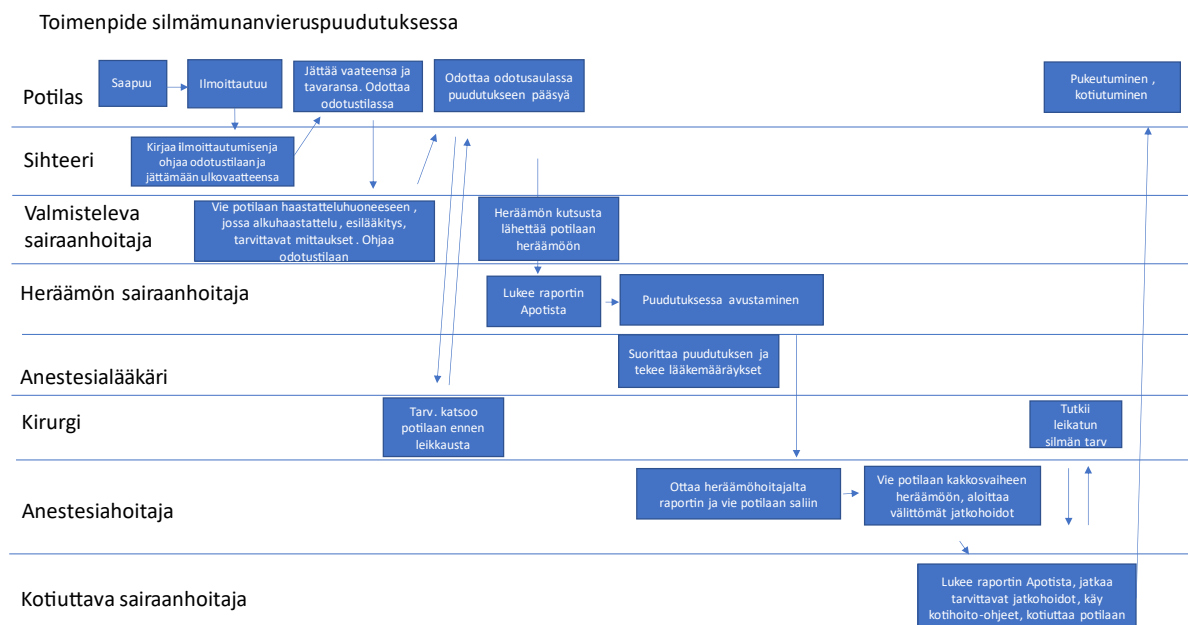 Toimenpide silmämunanvieruspuudutuksessa
Potilas
Saapuu
Ilmoittautuu
Jättää vaateensa ja
tavaransa. Odottaa
odotustilassa
Odottaa odotusaulassa
puudutukseen pääsyä
Pukeutuminen ,
kotiutuminen
Sihteeri
Kirjaa ilmoittautumisenja
ohjaa odotustilaan ja
jättämään ulkovaatteensa
Valmisteleva
sairaanhoitaja
Vie potilaan haastatteluhuoneeseen ,
jossa alkuhaastattelu , esilääkitys,
tarvittavat mittaukset . Ohjaa
odotustilaan
Heräämön kutsusta
lähettää potilaan
heräämöön
Heräämön sairaanhoitaja
Lukee raportin
Apotista
Puudutuksessa avustaminen
Anestesialääkäri
Suorittaa puudutuksen ja
tekee lääkemääräykset
Kirurgi
Tarv. katsoo
potilaan ennen
leikkausta
Tutkii
leikatun
silmän tarv
Anestesiahoitaja
Ottaa heräämöhoitajalta
raportin ja vie potilaan saliin
Vie potilaan kakkosvaiheen
heräämöön, aloittaa
välittömät jatkohoidot
Kotiuttava sairaanhoitaja
Lukee raportin Apotista, jatkaa
tarvittavat jatkohoidot, käy
kotihoito-ohjeet, kotiuttaa potilaan